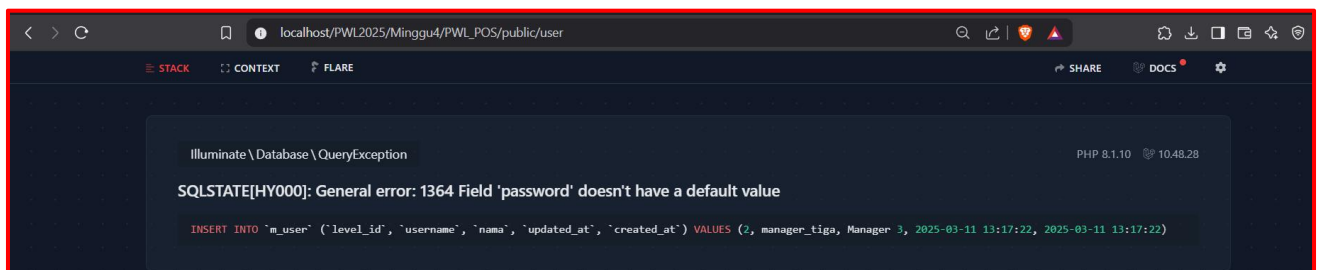 localhost/PWL2025/Minggu4/PWL_POS/public/user
STACK CONTEXT FLARE SHARE DOCS
Illuminate\Database\QueryException PHP 8.1.10 10.48.28
SQLSTATE[HY000]: General error: 1364 Field 'password' doesn't have a default value
INSERT INTO `m_user` (`level_id`, `username`, `nama`, `updated_at`, `created_at`) VALUES (2, manager_tiga, Manager 3, 2025-03-11 13:17:22, 2025-03-11 13:17:22)